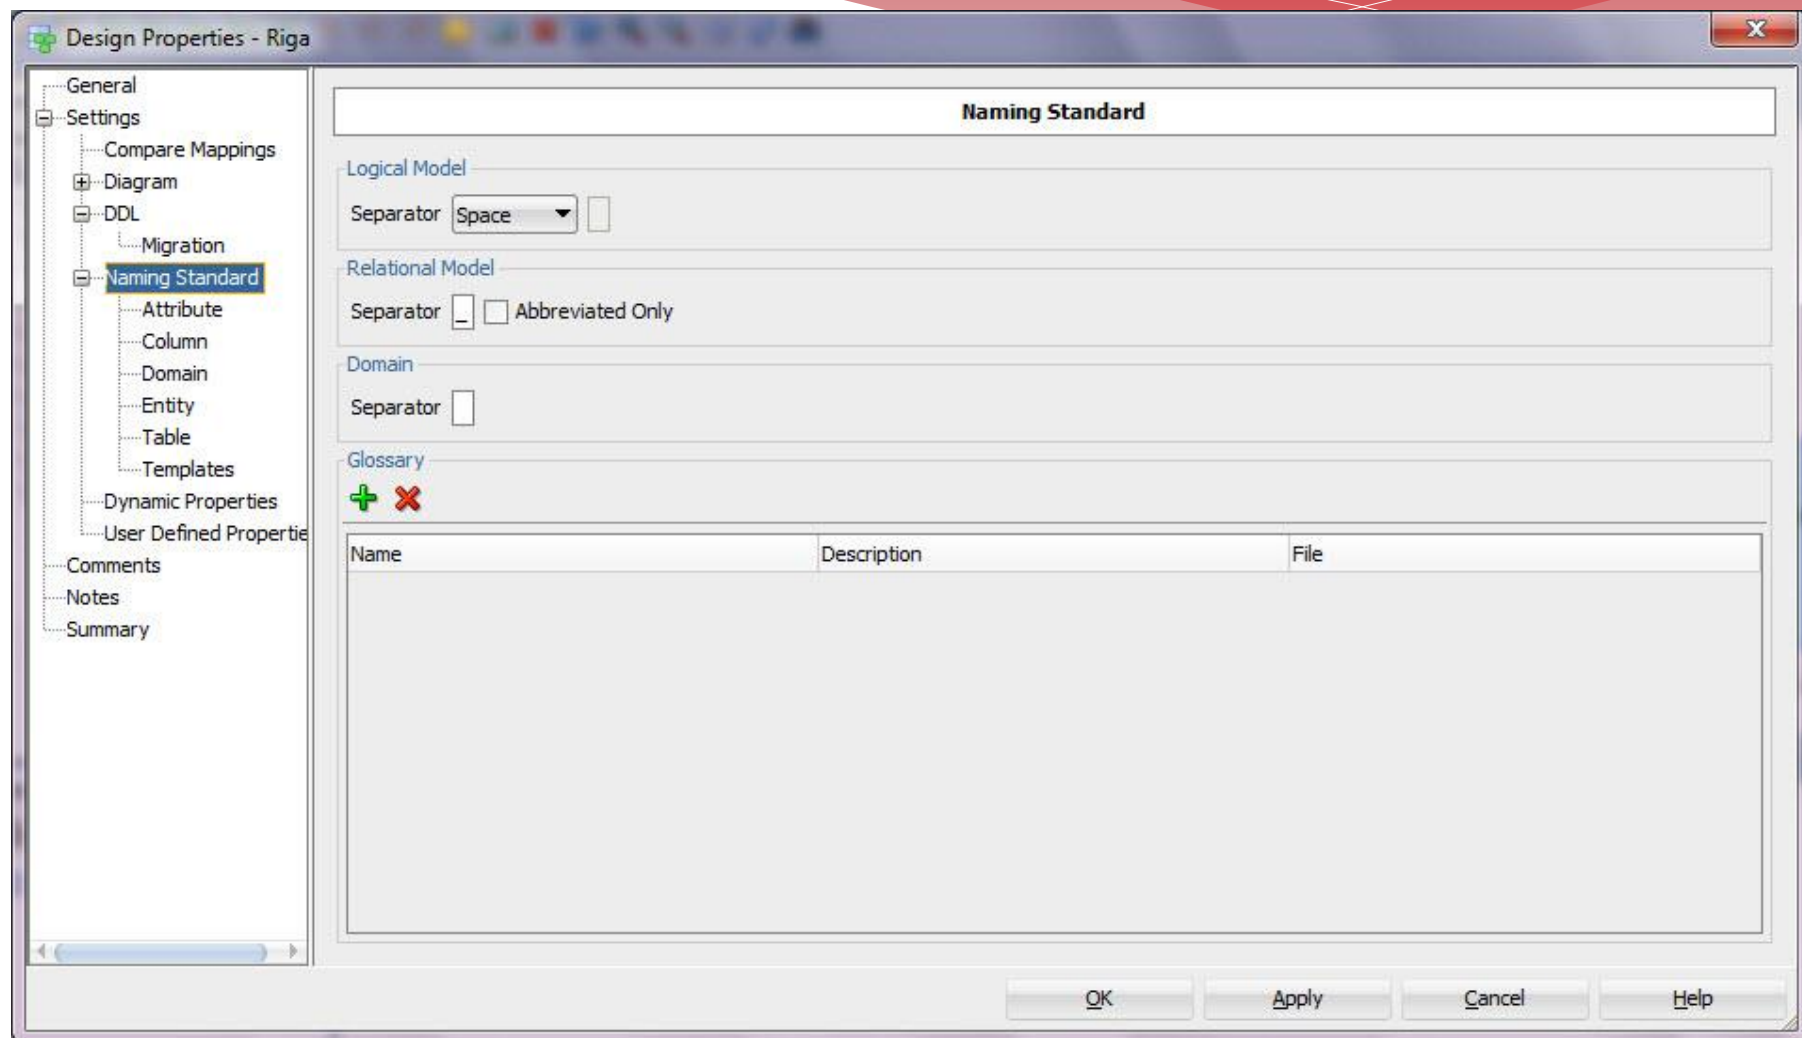 Design Properties - Riga
General
Settings
Compare Mappings
Diagram
DDL
Migration
Naming Standard
Attribute
Column
Domain
Entity
Table
Templates
Dynamic Properties
User Defined Propertie
Comments
Notes
Summary
Naming Standard
Logical Model
Separator Space
Relational Model
Separator _ Abbreviated Only
Domain
Separator
Glossary
Name Description File
OK Apply Cancel Help